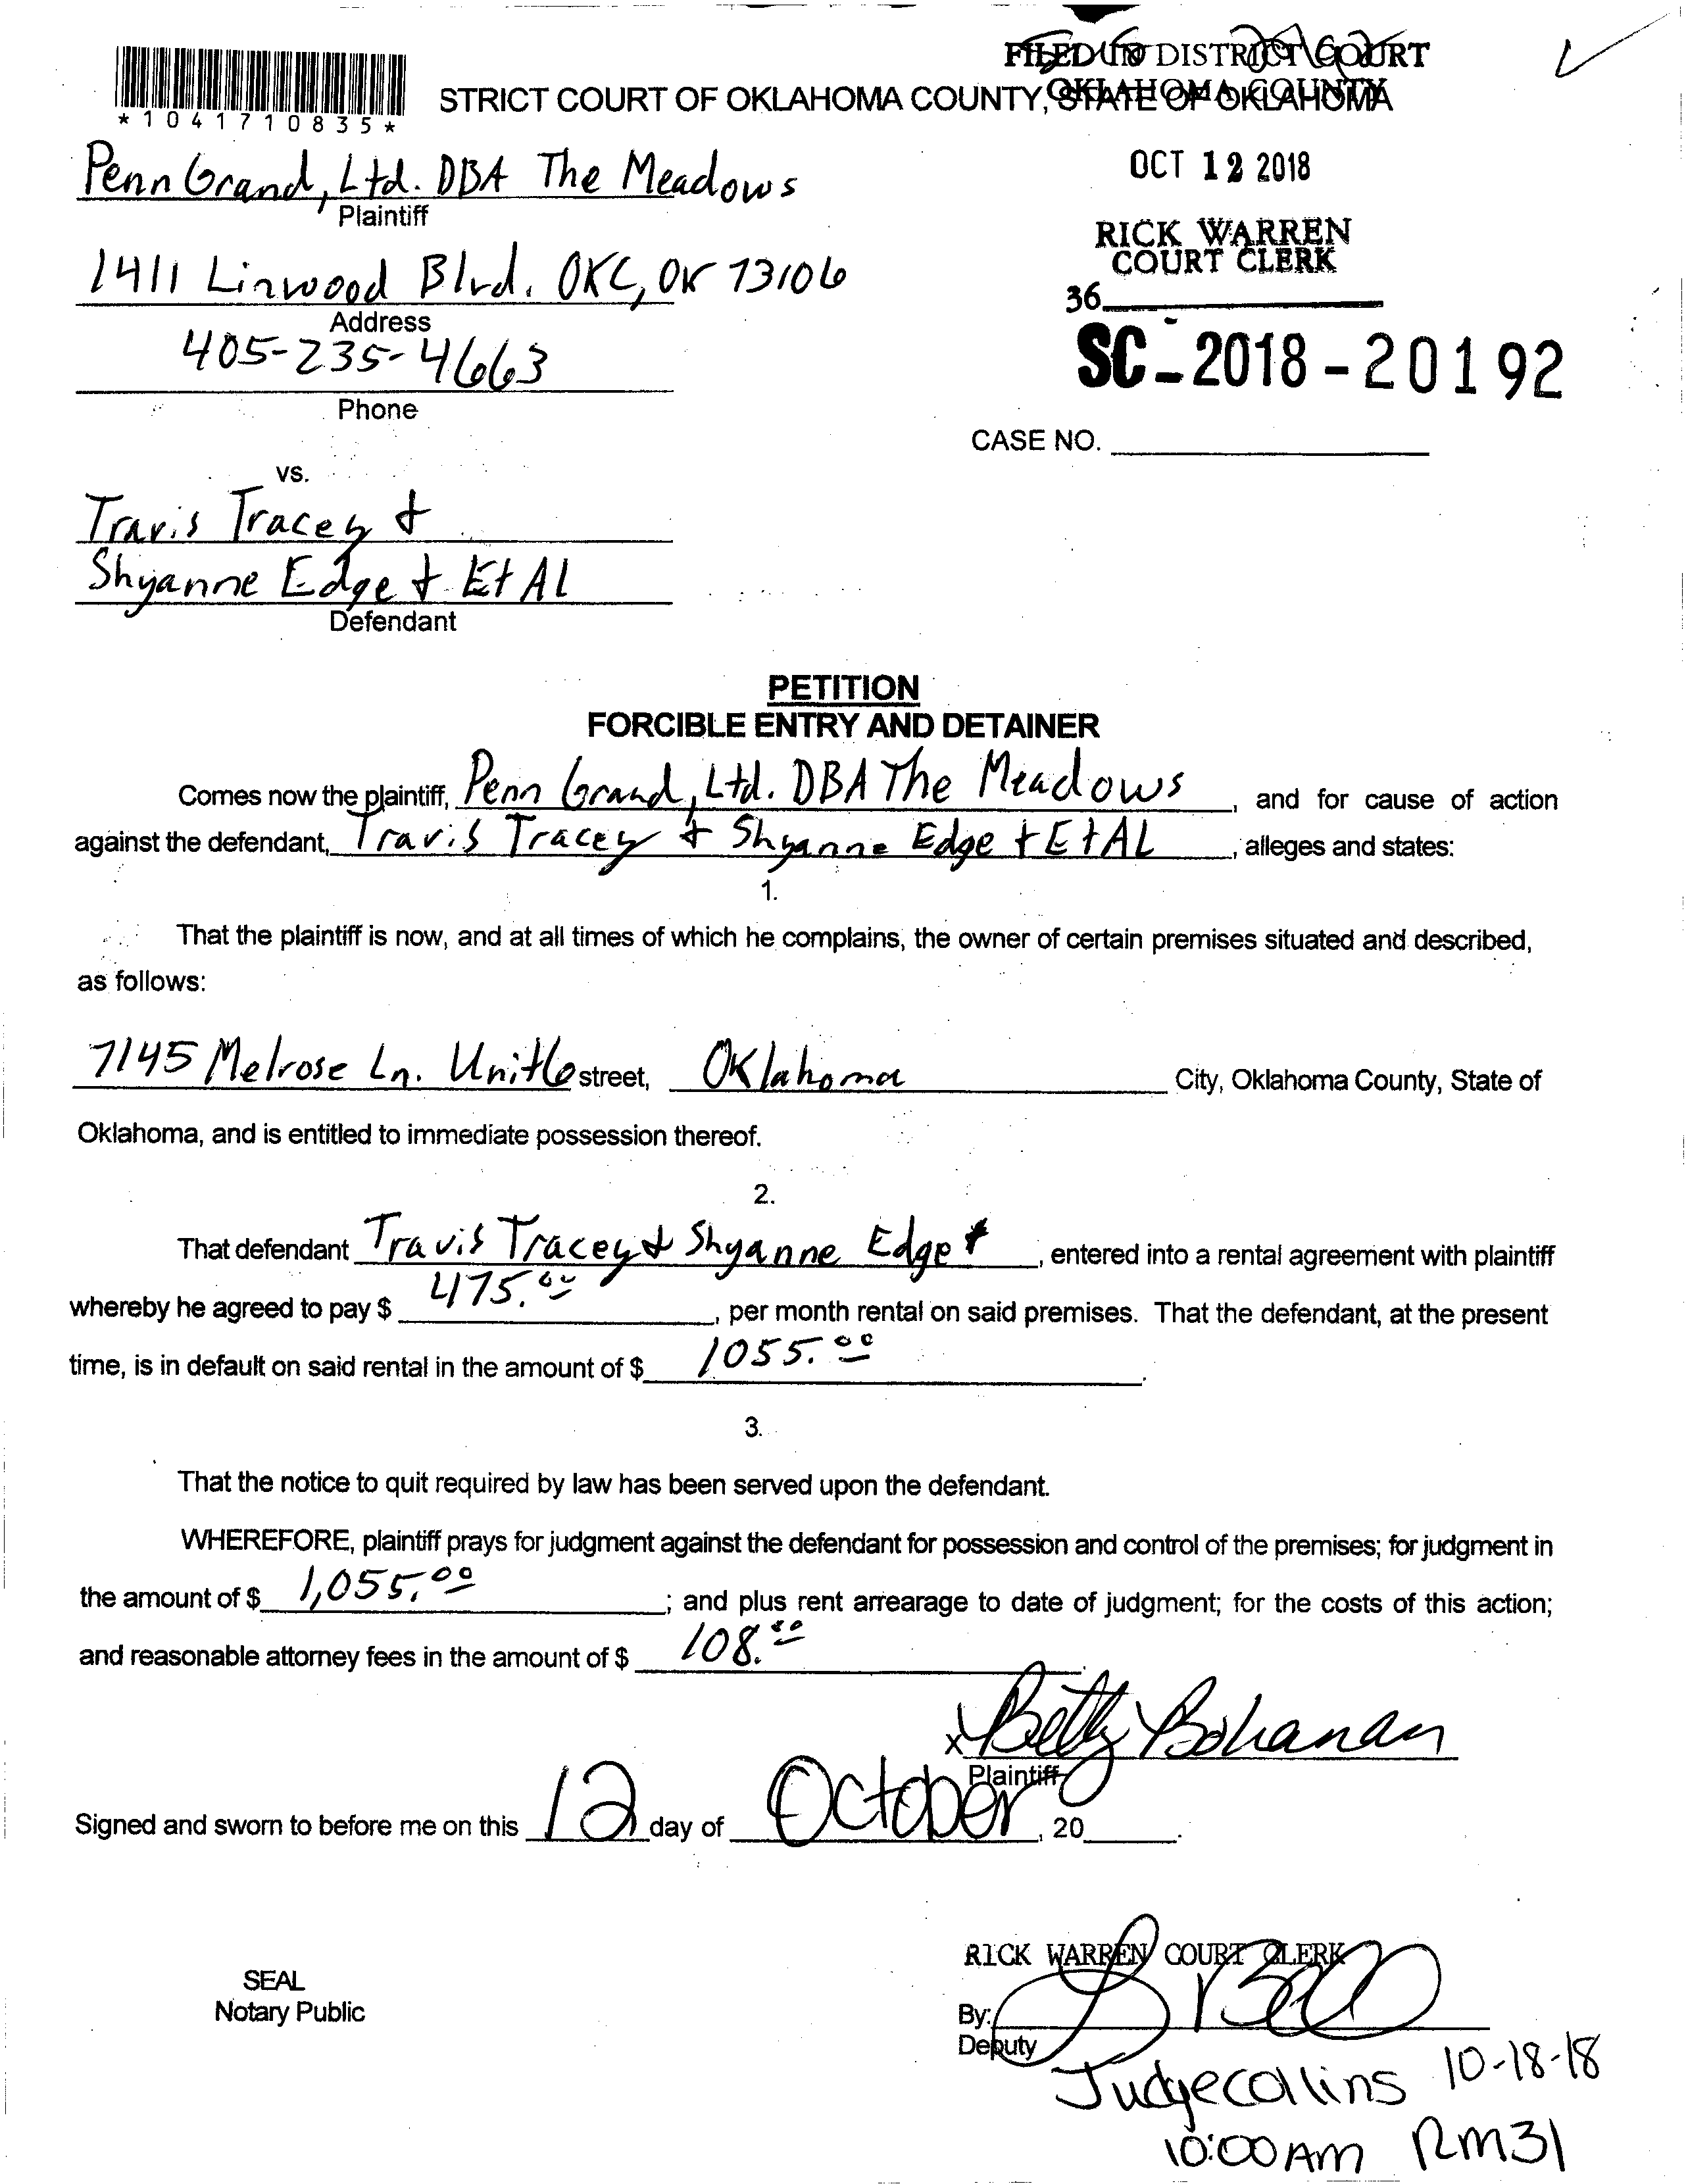 FILED IN DISTRICT COURT
OKLAHOMA COUNTY
*1041710835*
STRICT COURT OF OKLAHOMA COUNTY, STATE OF OKLAHOMA
OCT 12 2018
Penn Grand, Ltd. DBA The Meadows
Plaintiff
RICK WARREN
COURT CLERK
1411 Linwood Blvd. OKC, OK 73106
Address
36
405-235-4663
Phone
SC-2018-20192
CASE NO.
vs.
Travis Tracey &
Shyanne Edge & Et Al
Defendant
PETITION
FORCIBLE ENTRY AND DETAINER
Comes now the plaintiff, Penn Grand, Ltd. DBA The Meadows, and for cause of action
against the defendant, Travis Tracey & Shyanne Edge & Et AL, alleges and states:
1.
That the plaintiff is now, and at all times of which he complains, the owner of certain premises situated and described,
as follows:
7145 Melrose Ln. Unit 6 street, Oklahoma City, Oklahoma County, State of
Oklahoma, and is entitled to immediate possession thereof.
2.
That defendant Travis Tracey & Shyanne Edge &, entered into a rental agreement with plaintiff
whereby he agreed to pay $ 475.00, per month rental on said premises. That the defendant, at the present
time, is in default on said rental in the amount of $ 1055.00.
3.
That the notice to quit required by law has been served upon the defendant.
WHEREFORE, plaintiff prays for judgment against the defendant for possession and control of the premises; for judgment in
the amount of $ 1,055.00; and plus rent arrearage to date of judgment; for the costs of this action;
and reasonable attorney fees in the amount of $ 108.00.
x Betty Bohanan
Plaintiff
Signed and sworn to before me on this 12 day of October, 20 .
SEAL
Notary Public
RICK WARREN COURT CLERK
By:
Deputy
Judge Collins 10-18-18
10:00 AM RM31